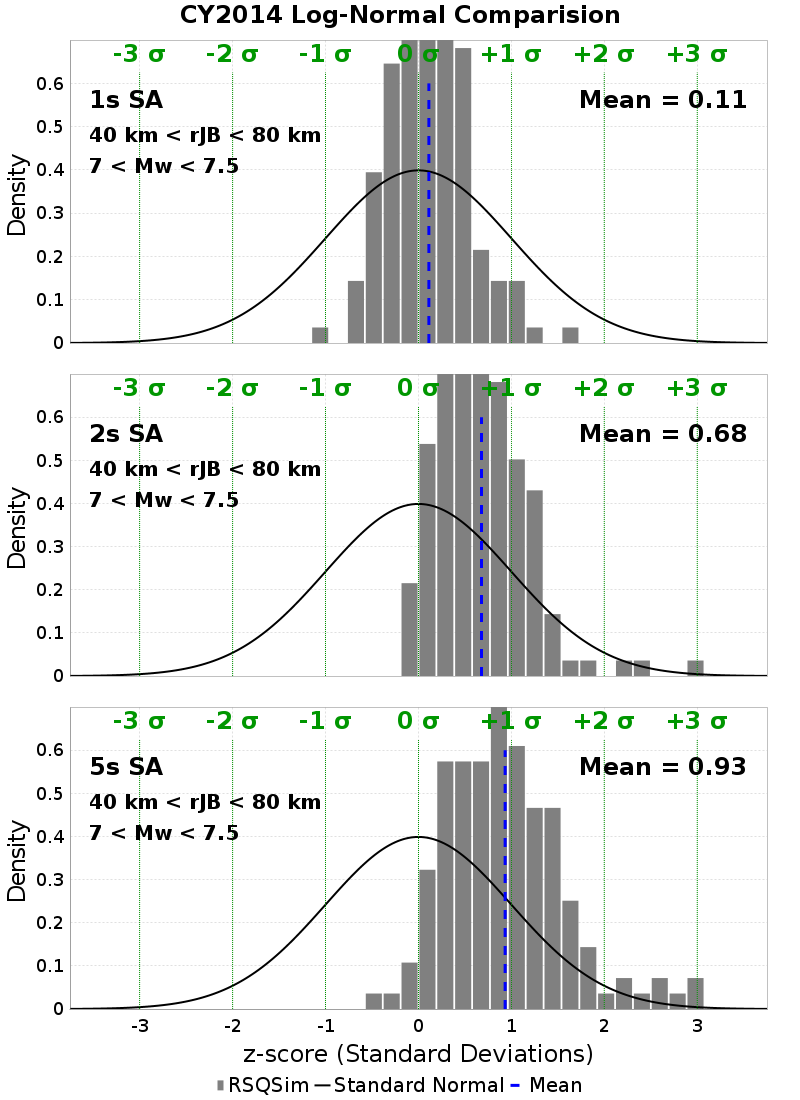 CY2014 Log-Normal Comparision
-3 σ -2 σ -1 σ 0 σ +1 σ +2 σ +3 σ
0.6
1s SA Mean = 0.11
0.5
40 km < rJB < 80 km
7 < Mw < 7.5
0.4
0.3
0.2
0.1
0
Density
-3 σ -2 σ -1 σ 0 σ +1 σ +2 σ +3 σ
0.6
2s SA Mean = 0.68
0.5
40 km < rJB < 80 km
7 < Mw < 7.5
0.4
0.3
0.2
0.1
0
Density
-3 σ -2 σ -1 σ 0 σ +1 σ +2 σ +3 σ
0.6
5s SA Mean = 0.93
0.5
40 km < rJB < 80 km
7 < Mw < 7.5
0.4
0.3
0.2
0.1
0
Density
-3 -2 -1 0 1 2 3
z-score (Standard Deviations)
RSQSim Standard Normal Mean